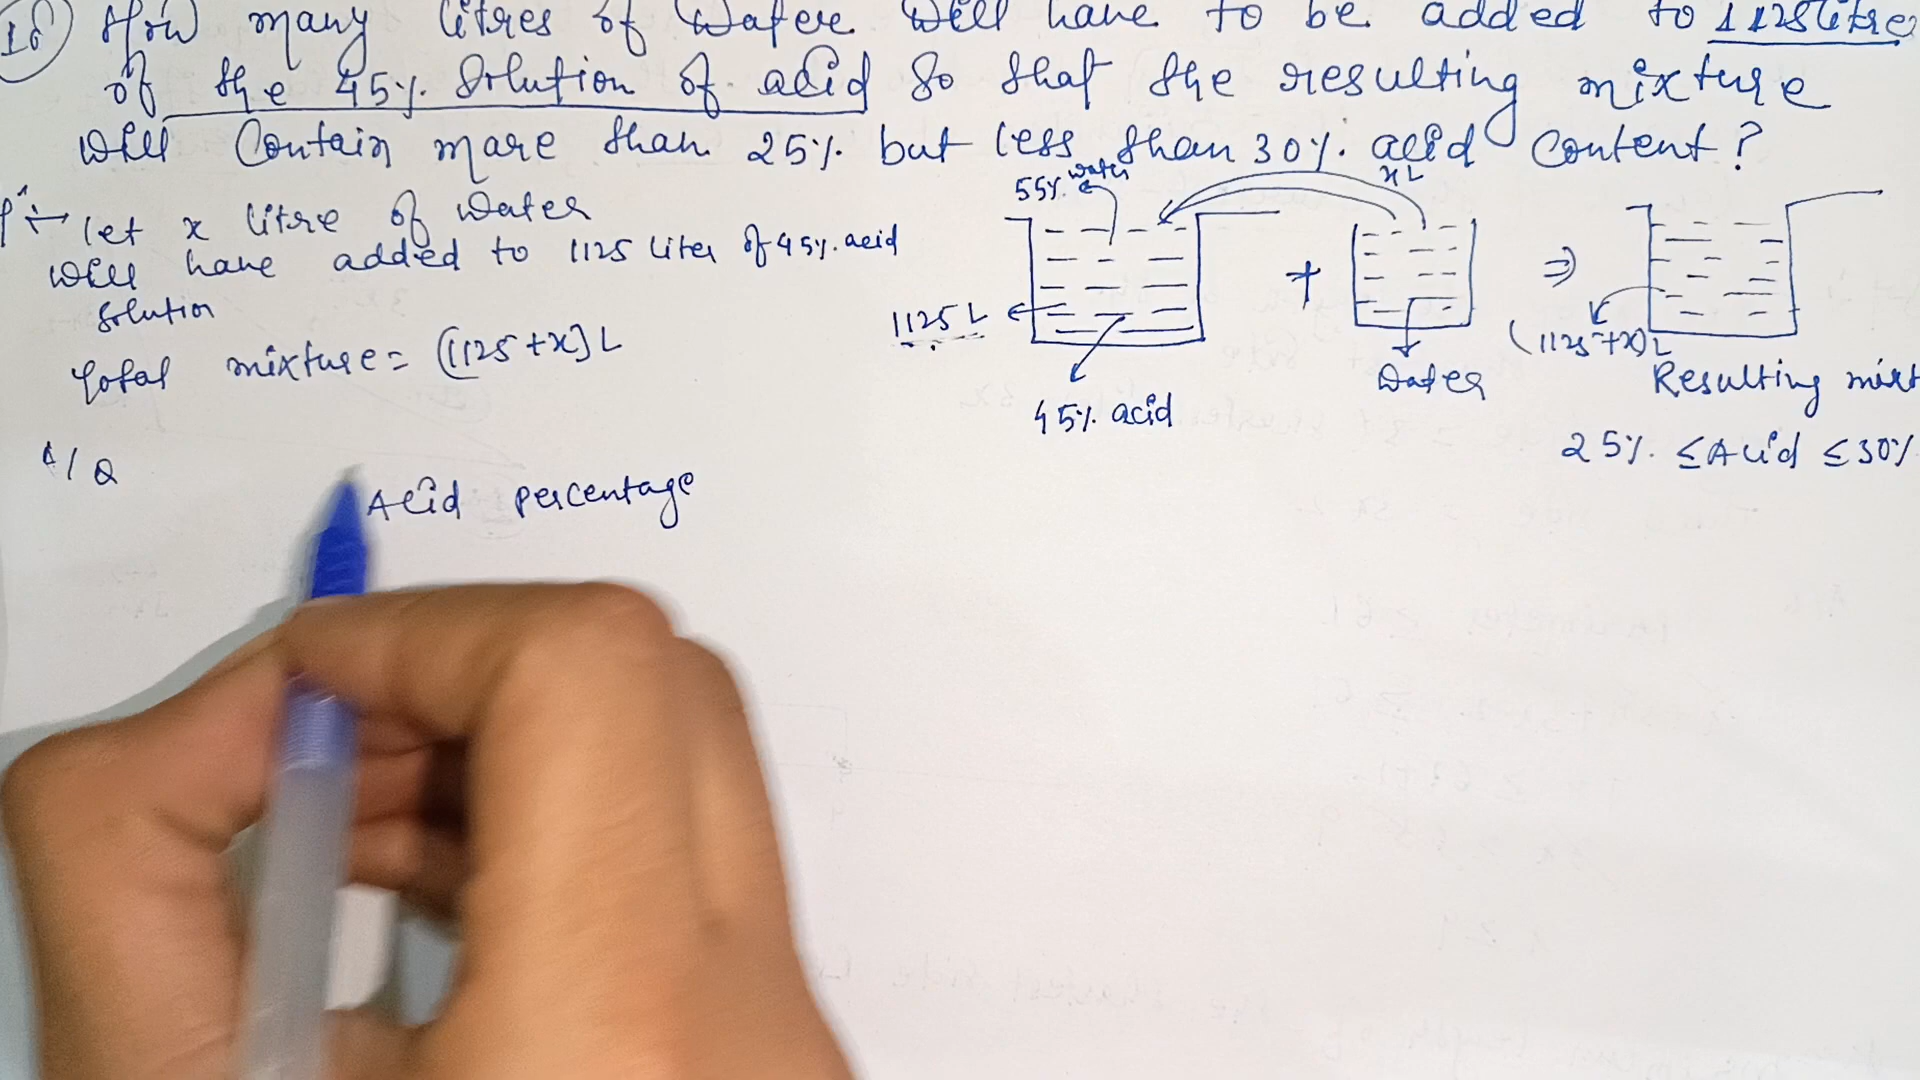 18 How many litres of water will have to be added to 1125 litre
of the 45% solution of acid so that the resulting mixture
will contain more than 25% but less than 30% acid content?
let x litre of water
will have added to 1125 liter of 45% acid
solution
Total mixture = (1125+x) L
A/Q
Acid percentage
55% water
x L
1125 L
+
⇒
(1125+x)L
45% acid
Water
Resulting mixt
25% ≤ Acid ≤ 30%